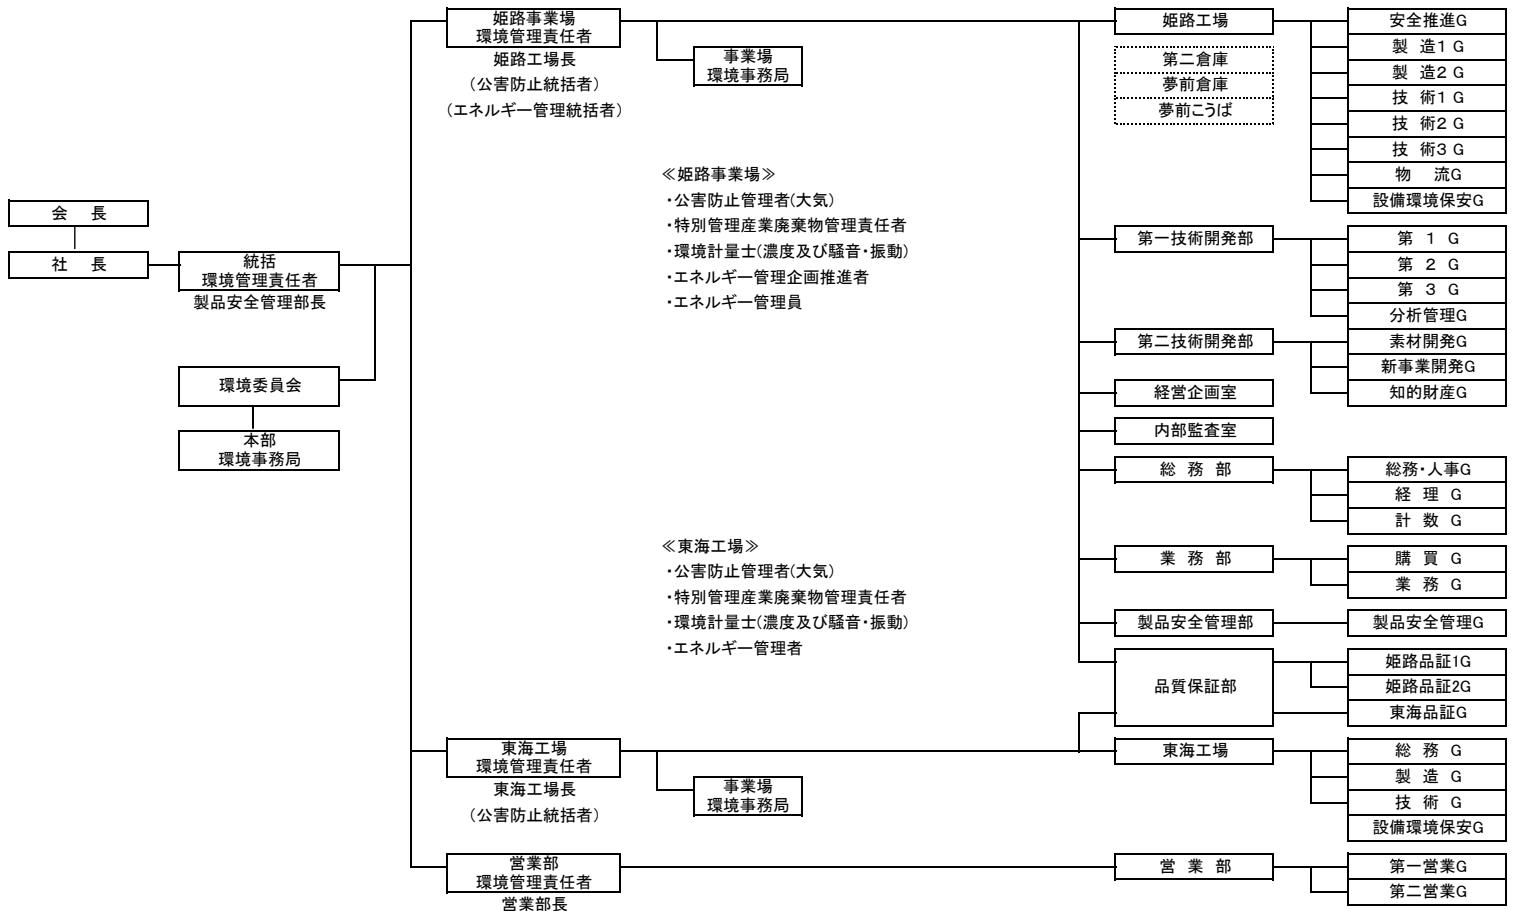 会 長
社 長
統括
環境管理責任者
製品安全管理部長
環境委員会
本部
環境事務局
姫路事業場
環境管理責任者
姫路工場長
(公害防止統括者)
(エネルギー管理統括者)
事業場
環境事務局
≪姫路事業場≫
・公害防止管理者(大気)
・特別管理産業廃棄物管理責任者
・環境計量士(濃度及び騒音・振動)
・エネルギー管理企画推進者
・エネルギー管理員
≪東海工場≫
・公害防止管理者(大気)
・特別管理産業廃棄物管理責任者
・環境計量士(濃度及び騒音・振動)
・エネルギー管理者
東海工場
環境管理責任者
東海工場長
(公害防止統括者)
事業場
環境事務局
営業部
環境管理責任者
営業部長
姫路工場
第二倉庫
夢前倉庫
夢前こうば
安全推進G
製 造1 G
製 造2 G
技 術1 G
技 術2 G
技 術3 G
物 流G
設備環境保安G
第一技術開発部
第 1 G
第 2 G
第 3 G
分析管理G
第二技術開発部
素材開発G
新事業開発G
知的財産G
経営企画室
内部監査室
総 務 部
総務・人事G
経 理 G
計 数 G
業 務 部
購 買 G
業 務 G
製品安全管理部
製品安全管理G
品質保証部
姫路品証1G
姫路品証2G
東海品証G
東海工場
総 務 G
製 造 G
技 術 G
設備環境保安G
営 業 部
第一営業G
第二営業G